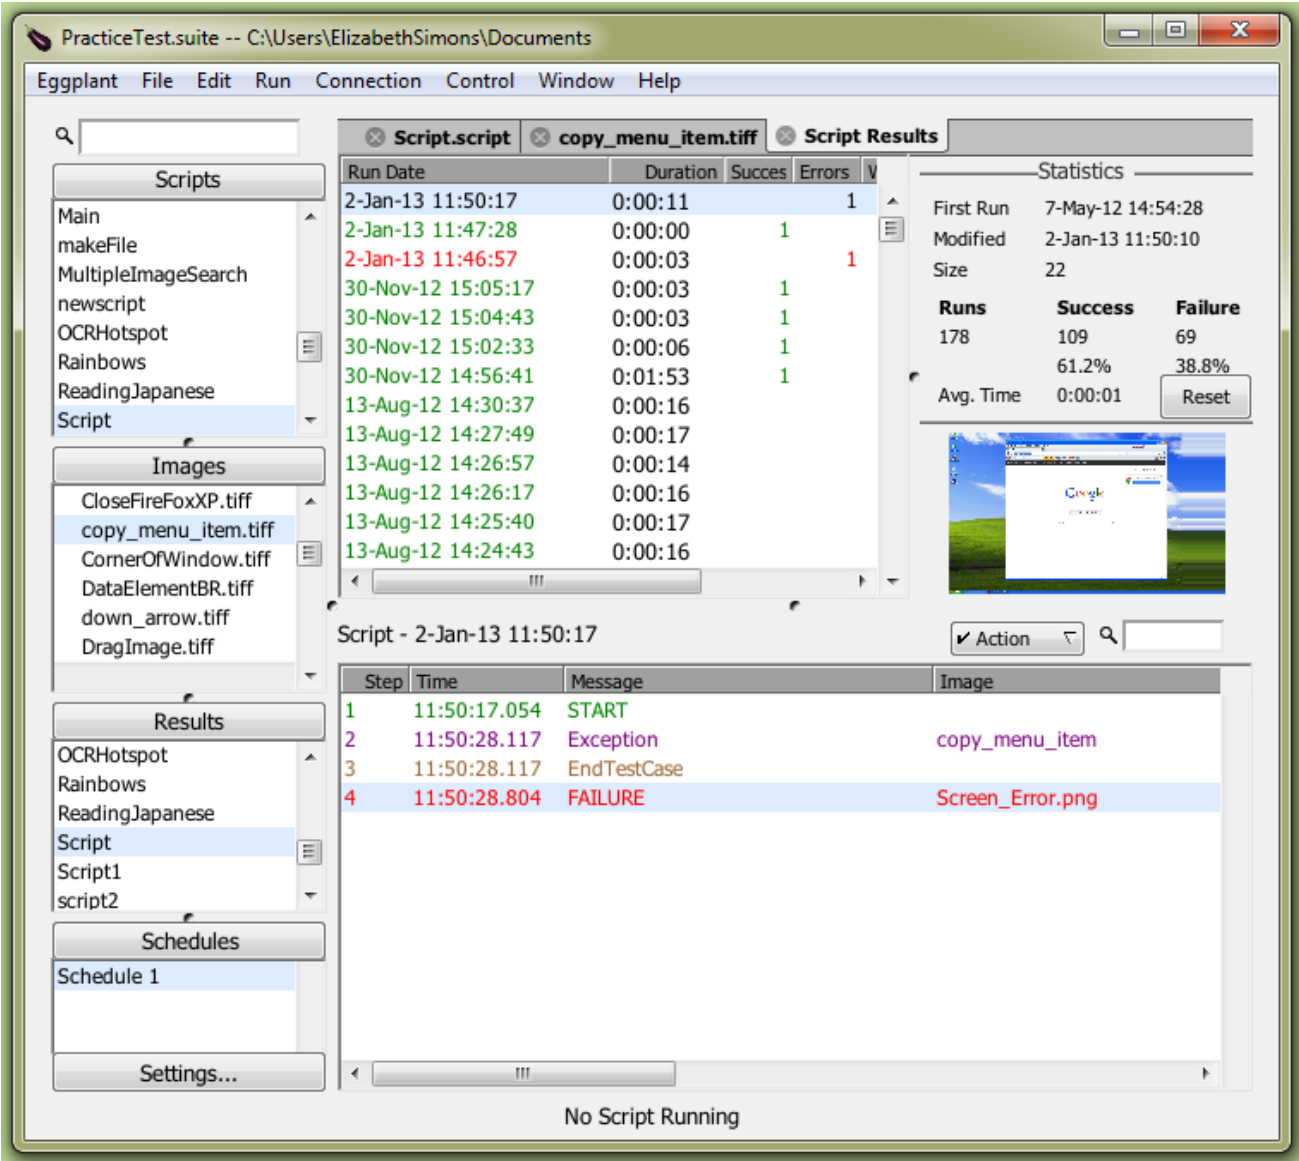 PracticeTest.suite -- C:\Users\ElizabethSimons\Documents
Eggplant File Edit Run Connection Control Window Help
Scripts
Main
makeFile
MultipleImageSearch
newscript
OCRHotspot
Rainbows
ReadingJapanese
Script
Images
CloseFireFoxXP.tiff
copy_menu_item.tiff
CornerOfWindow.tiff
DataElementBR.tiff
down_arrow.tiff
DragImage.tiff
Results
OCRHotspot
Rainbows
ReadingJapanese
Script
Script1
script2
Schedules
Schedule 1
Settings...
Script.script copy_menu_item.tiff Script Results
Run Date Duration Succes Errors
2-Jan-13 11:50:17 0:00:11 1
2-Jan-13 11:47:28 0:00:00 1
2-Jan-13 11:46:57 0:00:03 1
30-Nov-12 15:05:17 0:00:03 1
30-Nov-12 15:04:43 0:00:03 1
30-Nov-12 15:02:33 0:00:06 1
30-Nov-12 14:56:41 0:01:53 1
13-Aug-12 14:30:37 0:00:16
13-Aug-12 14:27:49 0:00:17
13-Aug-12 14:26:57 0:00:14
13-Aug-12 14:26:17 0:00:16
13-Aug-12 14:25:40 0:00:17
13-Aug-12 14:24:43 0:00:16
Statistics
First Run 7-May-12 14:54:28
Modified 2-Jan-13 11:50:10
Size 22
Runs Success Failure
178 109 69
61.2% 38.8%
Avg. Time 0:00:01 Reset
Google
Script - 2-Jan-13 11:50:17
Action
Step Time Message Image
1 11:50:17.054 START
2 11:50:28.117 Exception copy_menu_item
3 11:50:28.117 EndTestCase
4 11:50:28.804 FAILURE Screen_Error.png
No Script Running